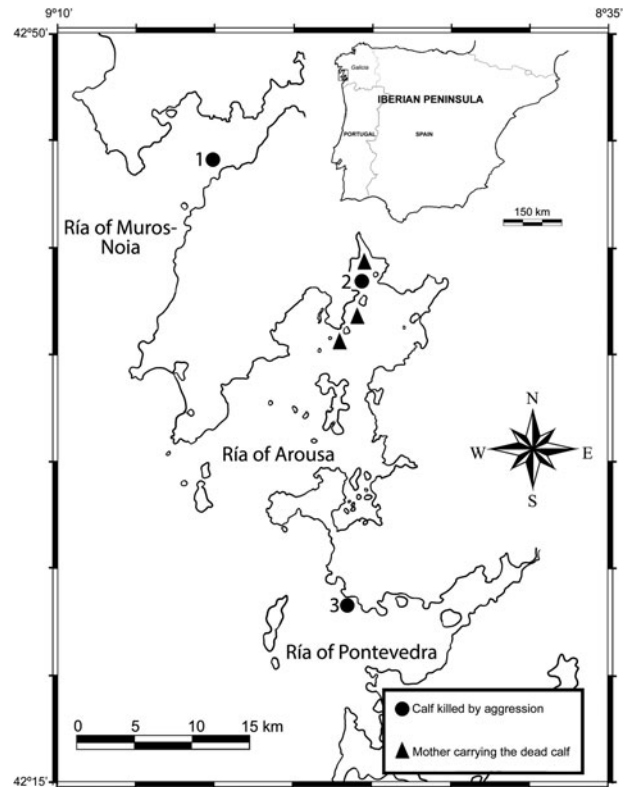 9°10'
8°35'
42°50'
Galicia
IBERIAN PENINSULA
PORTUGAL
SPAIN
150 km
1
Ría of Muros-
Noia
2
N
W
E
S
Ría of Arousa
3
Ría of Pontevedra
0 5 10 15 km
Calf killed by aggression
Mother carrying the dead calf
42°15'